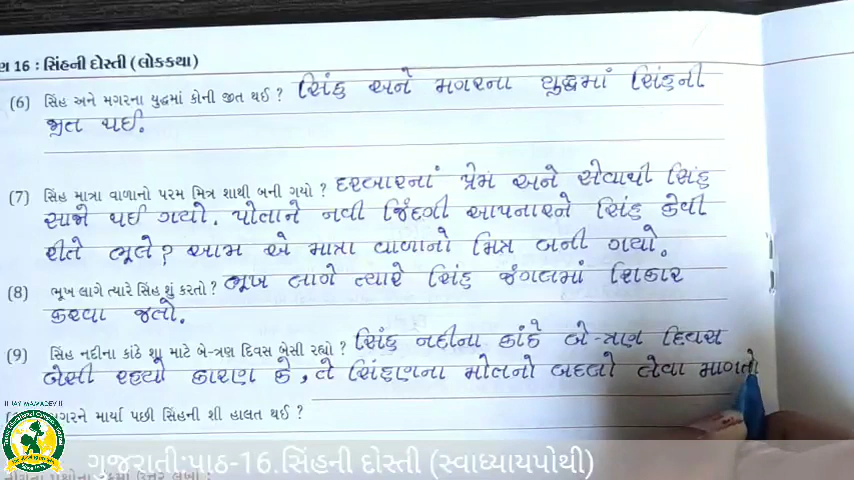 ણ 16 : સિંહની દોસ્તી (લોકકથા)
(6) સિંહ અને મગરના યુદ્ધમાં કોની જીત થઈ ? સિંહ અને મગરના યુદ્ધમાં સિંહની
જીત થઈ.
(7) સિંહ માત્રા વાળાનો પરમ મિત્ર શાથી બની ગયો ? દરબારનાં પ્રેમ અને સેવાથી સિંહ
સાજો થઈ ગયો. પોતાને નવી જિંદગી આપનારને સિંહ કેવી
રીતે ભૂલે? આમ એ માત્રા વાળાનો મિત્ર બની ગયો.
(8) ભૂખ લાગે ત્યારે સિંહ શું કરતો ? ભૂખ લાગે ત્યારે સિંહ જંગલમાં શિકાર
કરવા જતો.
(9) સિંહ નદીના કાંઠે શા માટે બે-ત્રણ દિવસ બેસી રહ્યો ? સિંહ નદીના કાંઠે બે-ત્રણ દિવસ
બેસી રહ્યો કારણ કે, તે સિંહણના મોતનો બદલો લેવા માગતો
મગરને માર્યા પછી સિંહની શી હાલત થઈ ?
|| JAY MAMADEV ||
ગુજરાતી:પાઠ-16.સિંહની દોસ્તી (સ્વાધ્યાયપોથી)